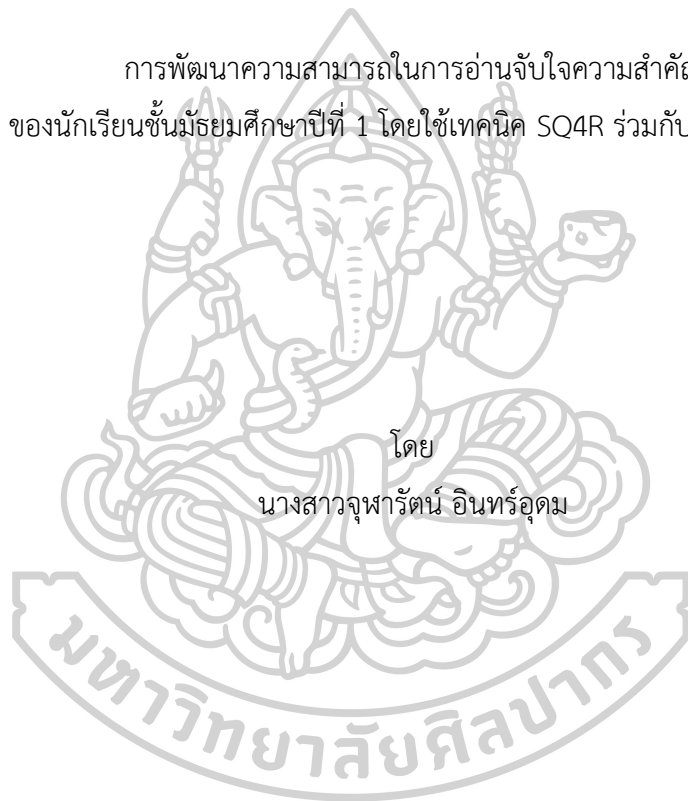 การพัฒนาความสามารถในการอ่านจับใจความสำคัญ
ของนักเรียนชั้นมัธยมศึกษาปีที่ 1 โดยใช้เทคนิค SQ4R ร่วมกับ
โดย
นางสาวจุฬารัตน์ อินทร์อุดม
มหาวิทยาลัยศิลปากร